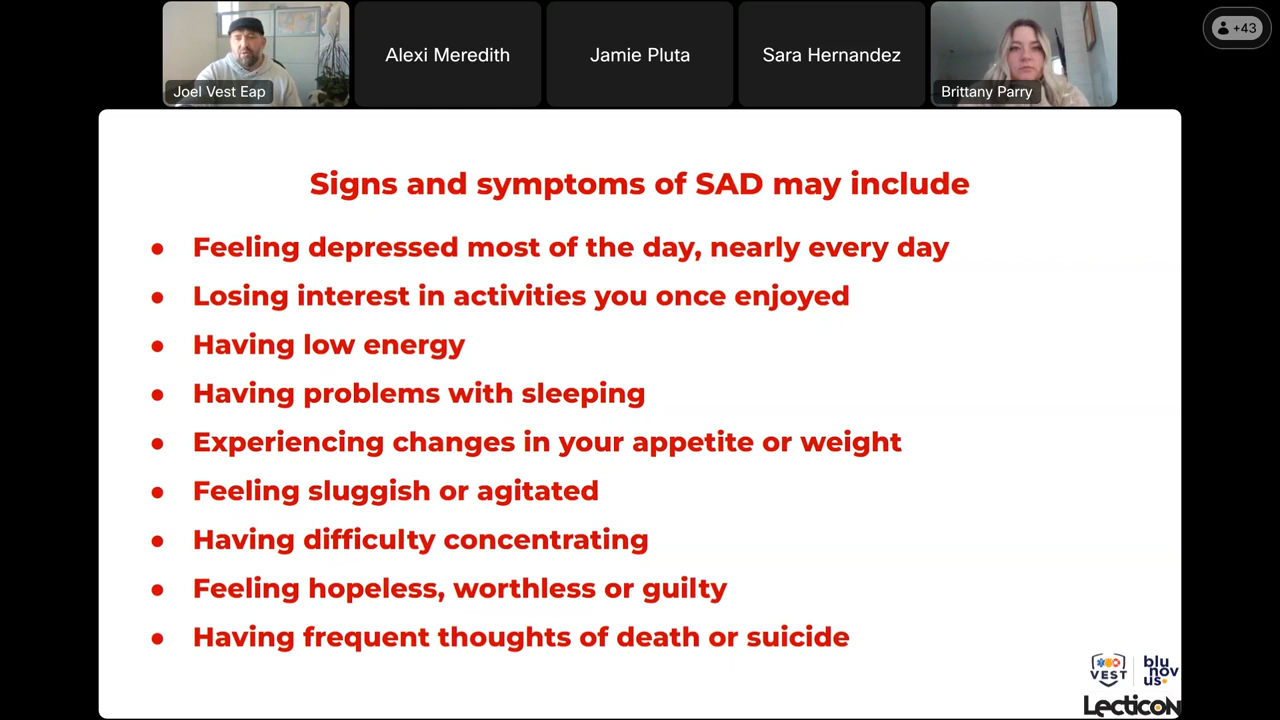 Joel Vest Eap
Alexi Meredith
Jamie Pluta
Sara Hernandez
Brittany Parry
+43
Signs and symptoms of SAD may include
● Feeling depressed most of the day, nearly every day
● Losing interest in activities you once enjoyed
● Having low energy
● Having problems with sleeping
● Experiencing changes in your appetite or weight
● Feeling sluggish or agitated
● Having difficulty concentrating
● Feeling hopeless, worthless or guilty
● Having frequent thoughts of death or suicide
VEST
blu
nov
us
LecticoN